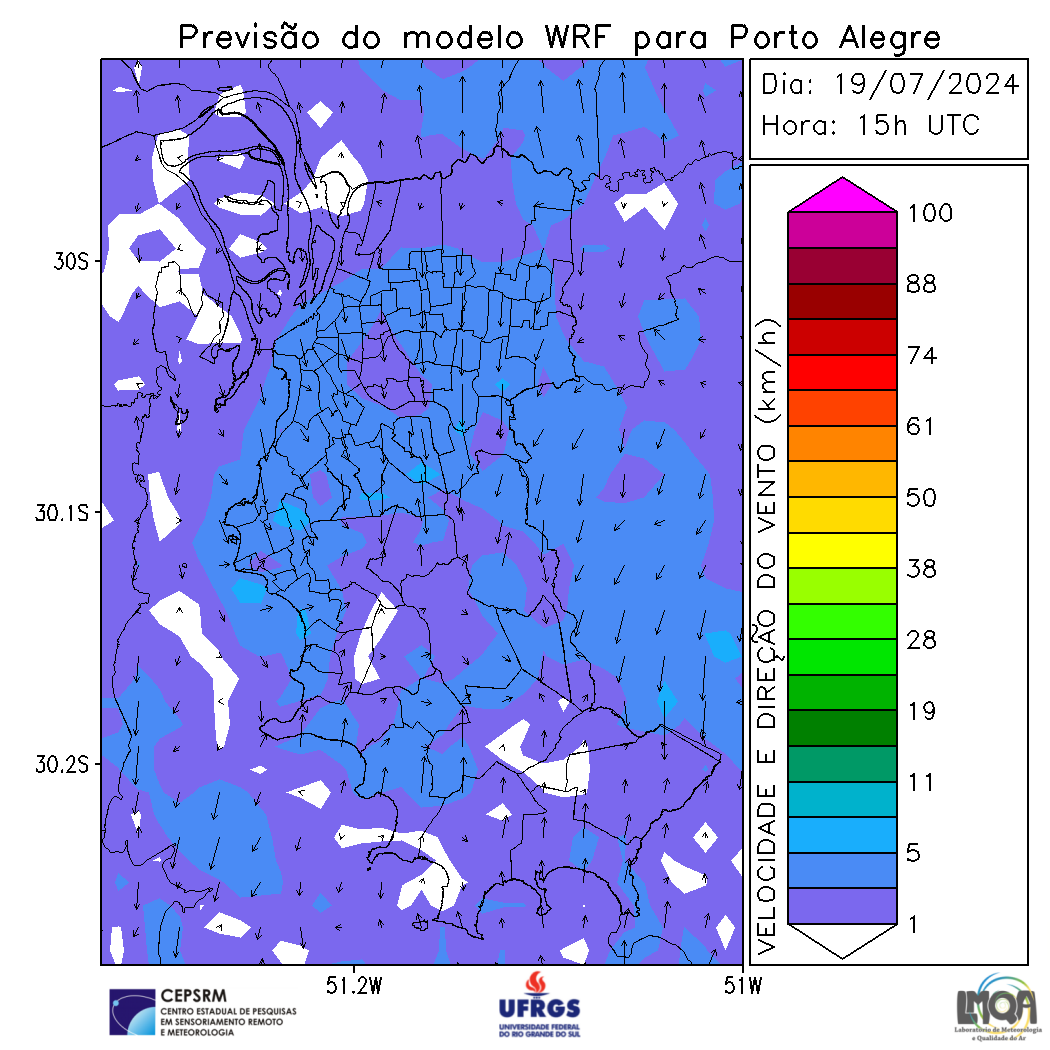 Previsão do modelo WRF para Porto Alegre
Dia: 19/07/2024
Hora: 15h UTC
30S
30.1S
30.2S
51.2W
51W
VELOCIDADE E DIREÇÃO DO VENTO (km/h)
100
88
74
61
50
38
28
19
11
5
1
CEPSRM
CENTRO ESTADUAL DE PESQUISAS
EM SENSORIAMENTO REMOTO
E METEOROLOGIA
UFRGS
UNIVERSIDADE FEDERAL
DO RIO GRANDE DO SUL
LMQA
Laboratório de Meteorologia
e Qualidade do Ar